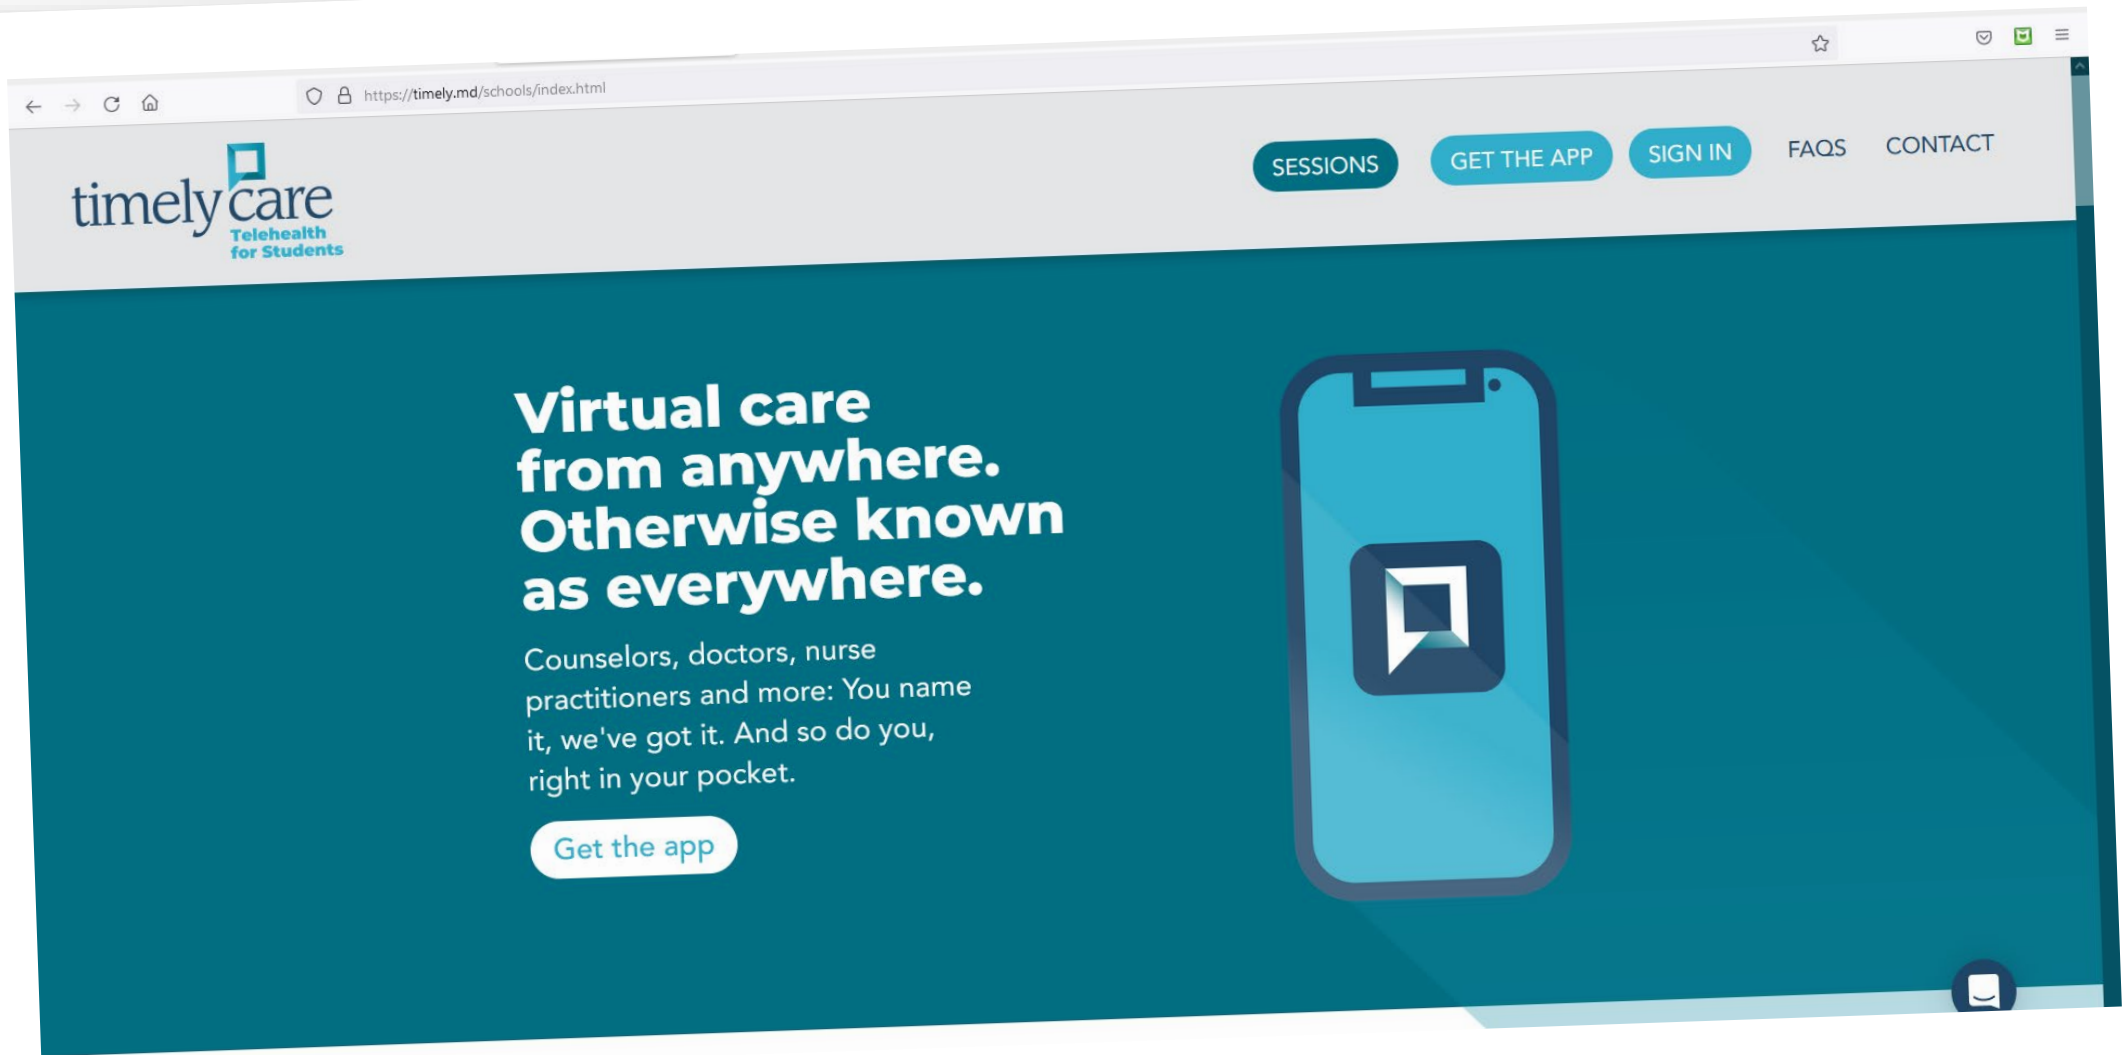 https://timely.md/schools/index.html
timelycare
Telehealth
for Students
SESSIONS
GET THE APP
SIGN IN
FAQS
CONTACT
Virtual care
from anywhere.
Otherwise known
as everywhere.
Counselors, doctors, nurse
practitioners and more: You name
it, we've got it. And so do you,
right in your pocket.
Get the app